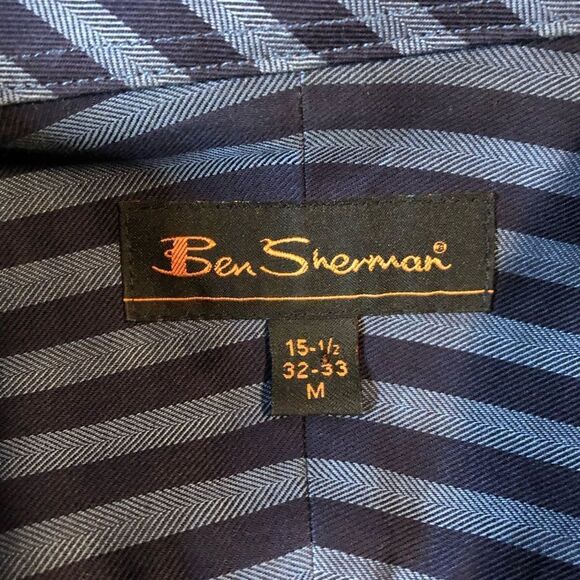 Ben Sherman®
15-1/2
32-33
M